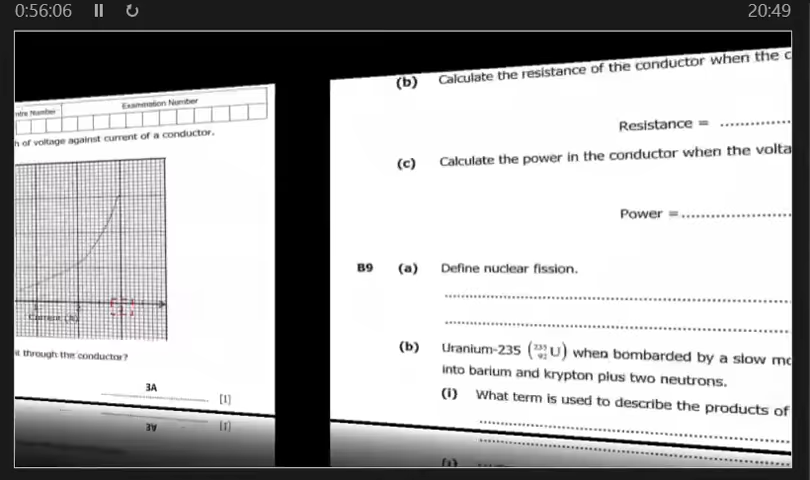 0:56:06
20:49
Examination Number
of voltage against current of a conductor.
Current (A)
through the conductor?
3A
[1]
(b) Calculate the resistance of the conductor when the
Resistance =
(c) Calculate the power in the conductor when the volta
Power =
B9 (a) Define nuclear fission.
(b) Uranium-235 (²³⁵₉₂U) when bombarded by a slow mo
into barium and krypton plus two neutrons.
(i) What term is used to describe the products of